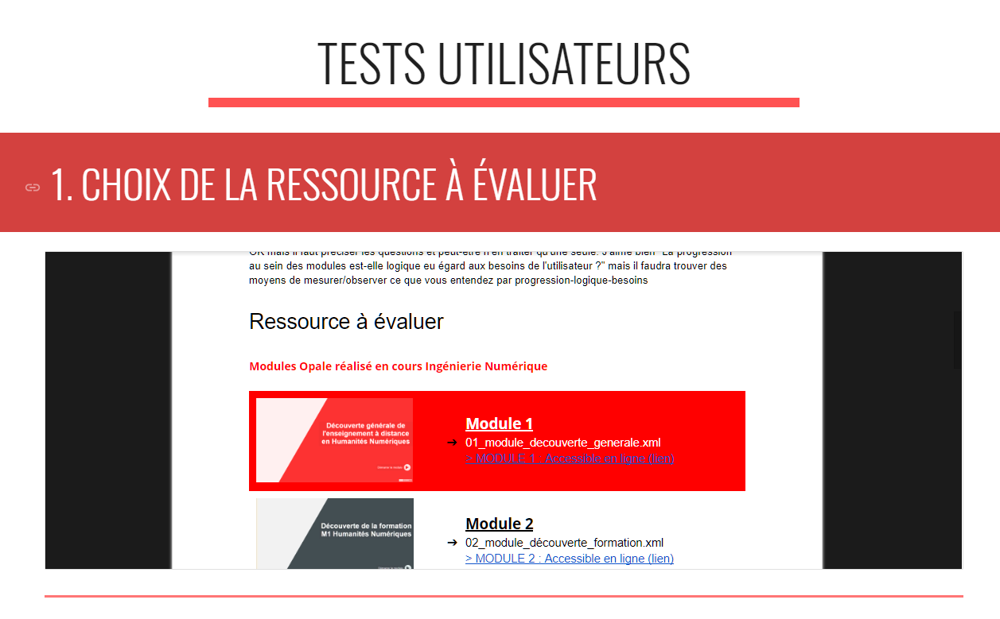 TESTS UTILISATEURS
1. CHOIX DE LA RESSOURCE À ÉVALUER
OK mais il faut préciser les questions et peut-être n'en traiter qu'une seule. J'aime bien "La progression
au sein des modules est-elle logique eu égard aux besoins de l'utilisateur ?" mais il faudra trouver des
moyens de mesurer/observer ce que vous entendez par progression-logique-besoins
Ressource à évaluer
Modules Opale réalisé en cours Ingénierie Numérique
Découverte générale de
l'enseignement à distance
en Humanités Numériques
Démarrer le module
Module 1
➔ 01_module_decouverte_generale.xml
> MODULE 1 : Accessible en ligne (lien)
Découverte de la formation
M1 Humanités Numériques
Module 2
➔ 02_module_découverte_formation.xml
> MODULE 2 : Accessible en ligne (lien)